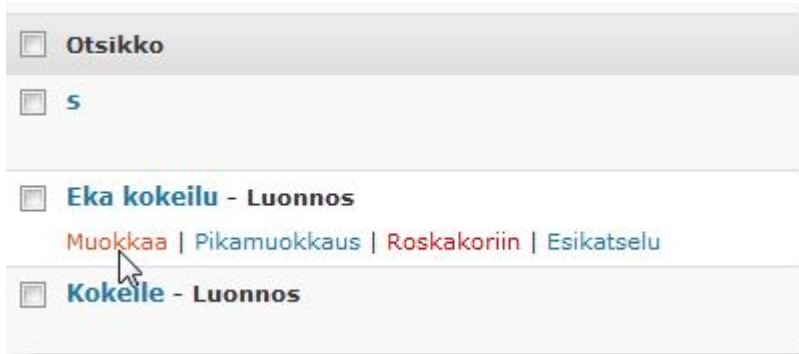 Otsikko
s
Eka kokeilu - Luonnos
Muokkaa | Pikamuokkaus | Roskakoriin | Esikatselu
Kokeile - Luonnos